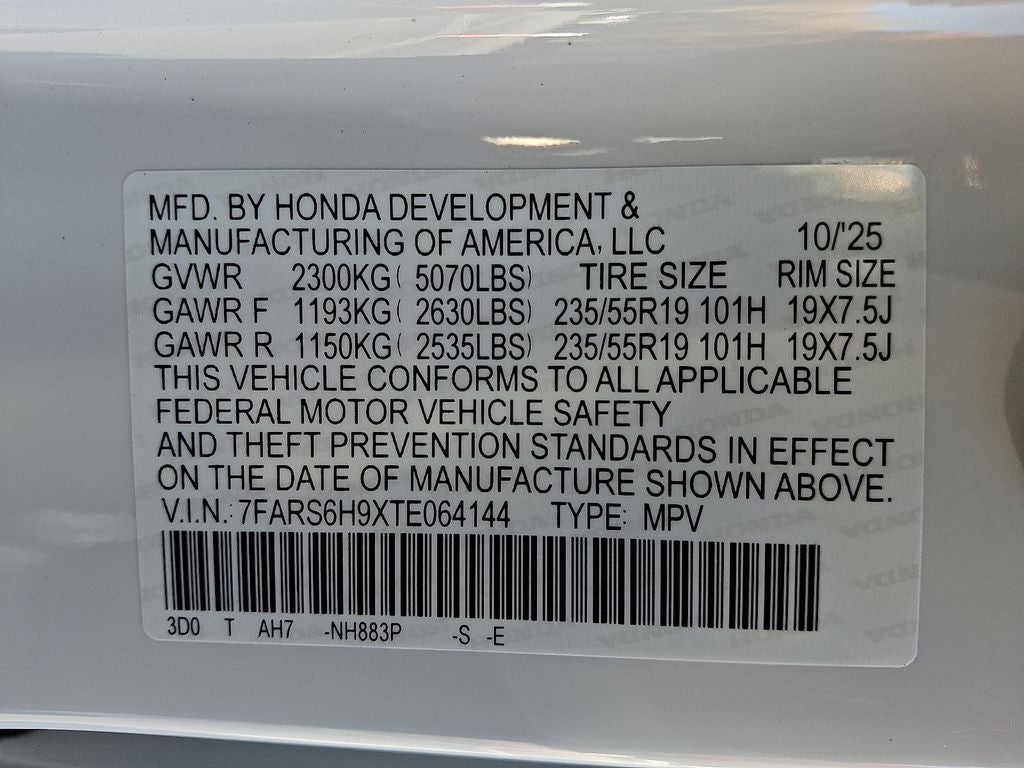 MFD. BY HONDA DEVELOPMENT &
MANUFACTURING OF AMERICA, LLC 10/'25
GVWR 2300KG( 5070LBS) TIRE SIZE RIM SIZE
GAWR F 1193KG( 2630LBS) 235/55R19 101H 19X7.5J
GAWR R 1150KG( 2535LBS) 235/55R19 101H 19X7.5J
THIS VEHICLE CONFORMS TO ALL APPLICABLE
FEDERAL MOTOR VEHICLE SAFETY
AND THEFT PREVENTION STANDARDS IN EFFECT
ON THE DATE OF MANUFACTURE SHOWN ABOVE.
V.I.N.: 7FARS6H9XTE064144 TYPE: MPV
3D0 T AH7 -NH883P -S -E